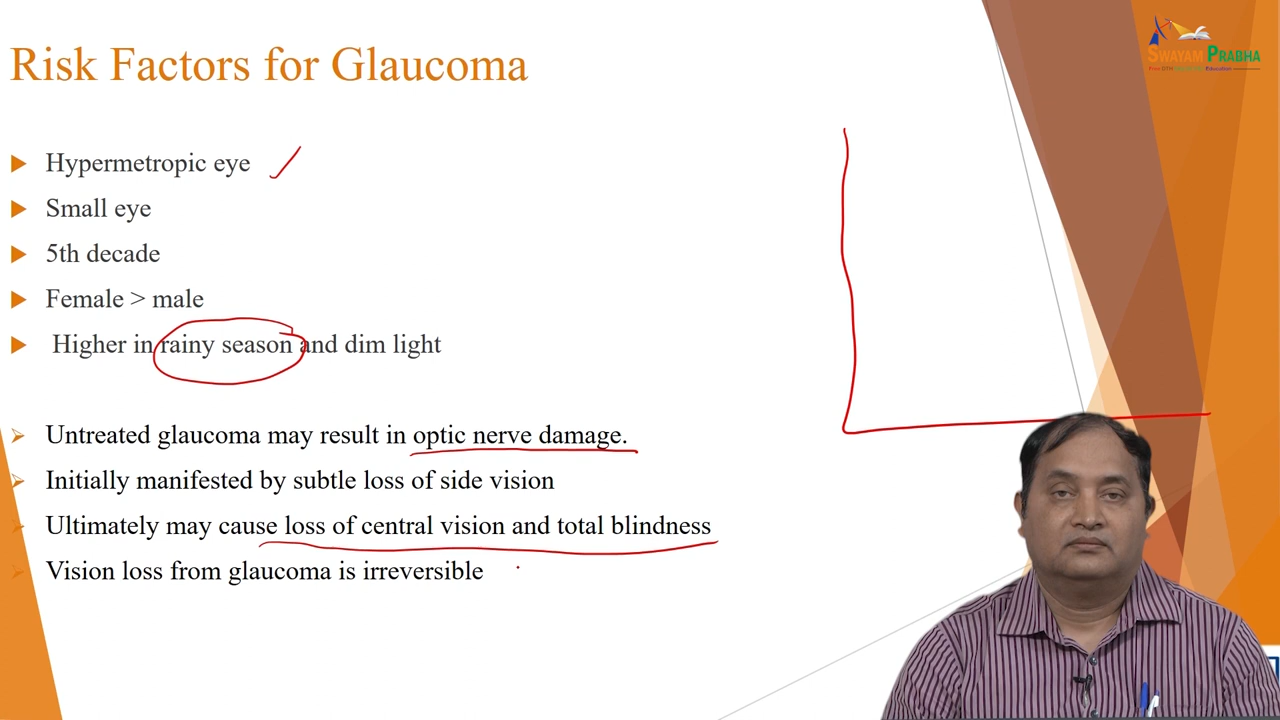 Risk Factors for Glaucoma
SWAYAM PRABHA
Hypermetropic eye
Small eye
5th decade
Female > male
Higher in rainy season and dim light
Untreated glaucoma may result in optic nerve damage.
Initially manifested by subtle loss of side vision
Ultimately may cause loss of central vision and total blindness
Vision loss from glaucoma is irreversible